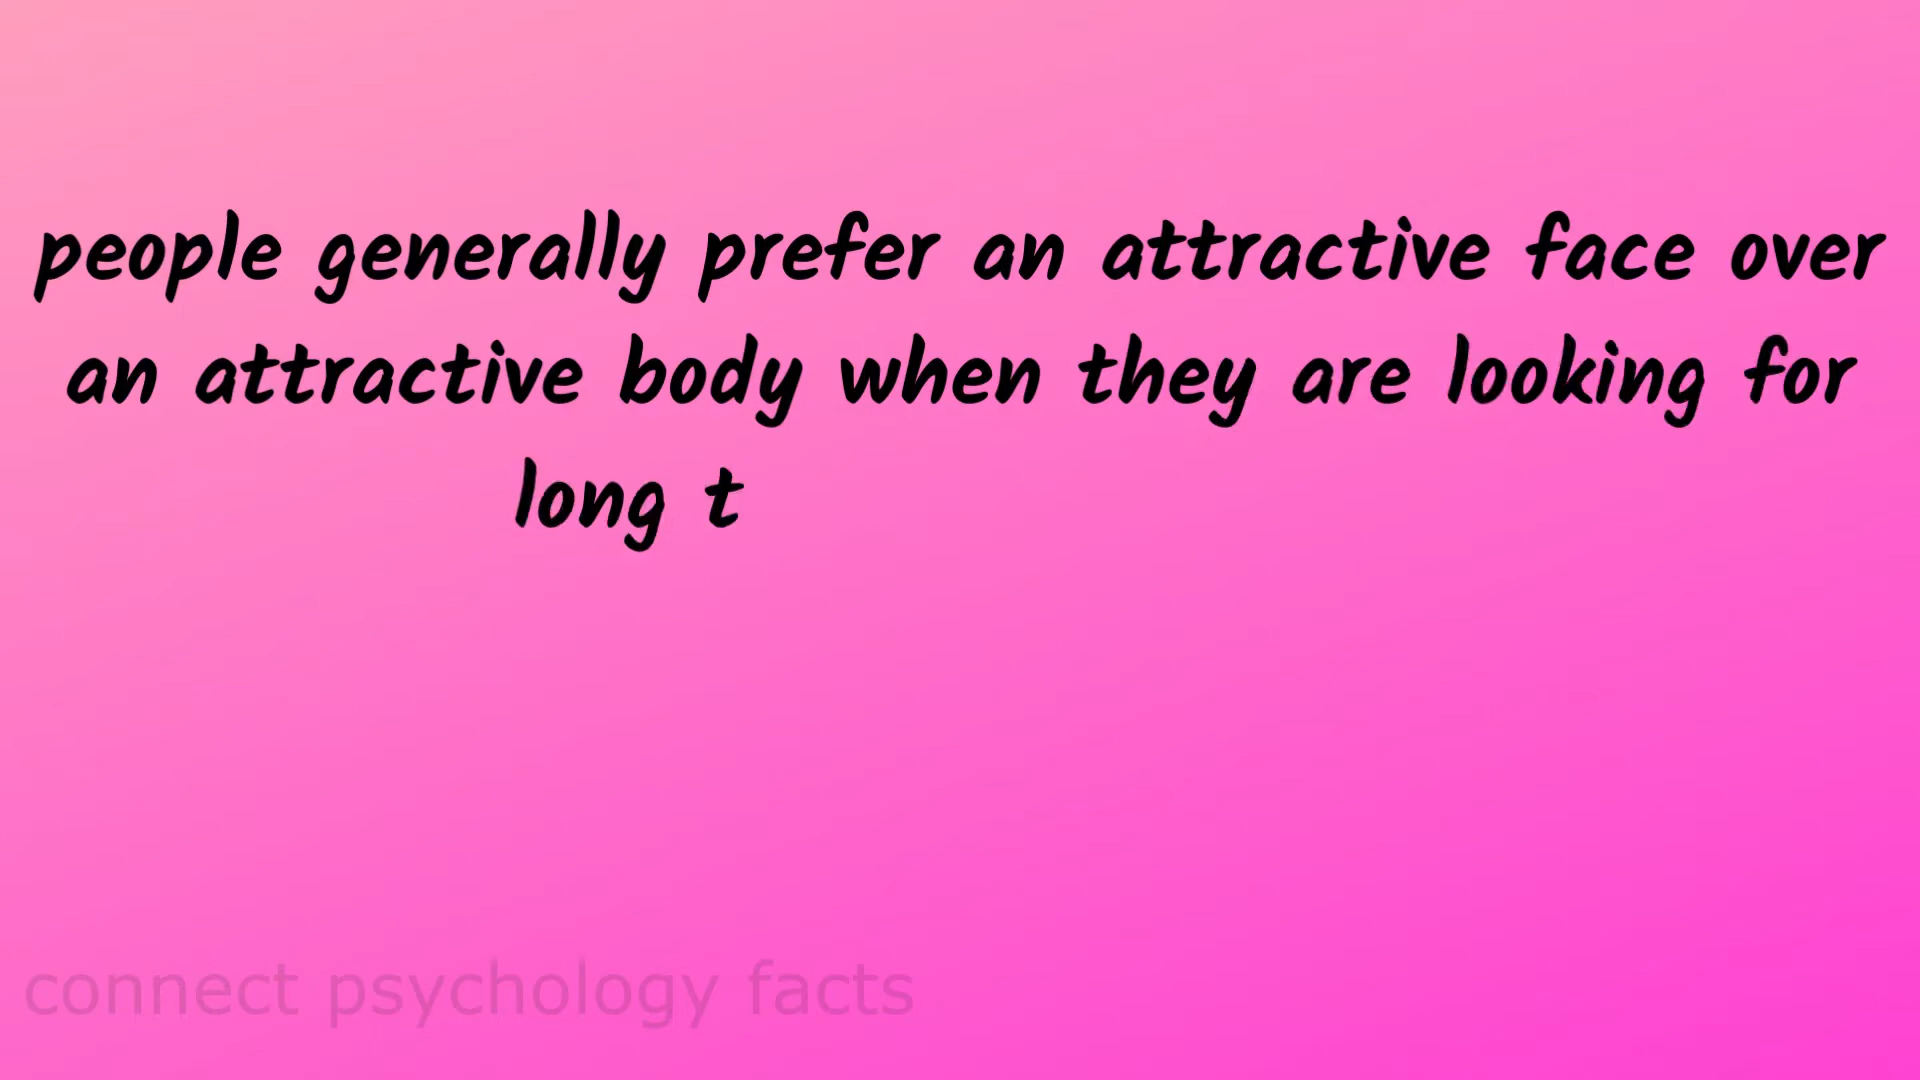 people generally prefer an attractive face over
an attractive body when they are looking for
long t
connect psychology facts